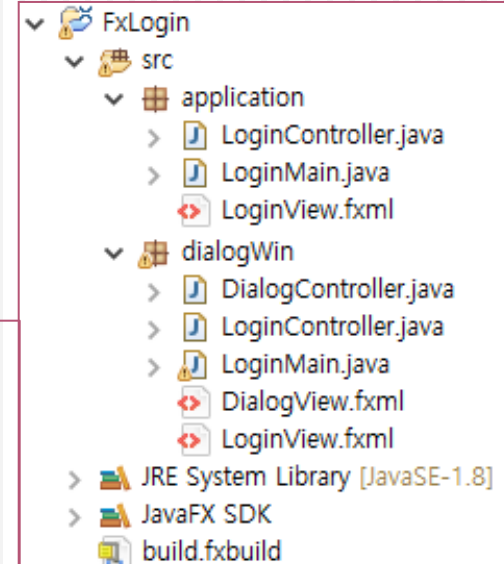 FxLogin
src
application
LoginController.java
LoginMain.java
LoginView.fxml
dialogWin
DialogController.java
LoginController.java
LoginMain.java
DialogView.fxml
LoginView.fxml
JRE System Library [JavaSE-1.8]
JavaFX SDK
build.fxbuild